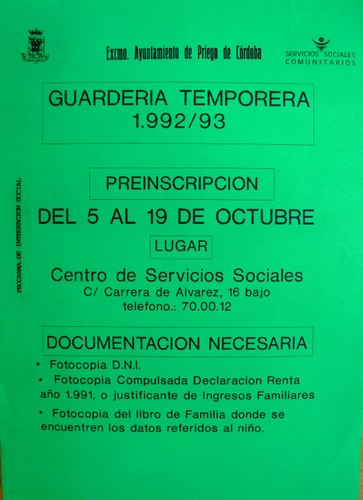 Excmo. Ayuntamiento de Priego de Córdoba
SERVICIOS SOCIALES
COMUNITARIOS
GUARDERIA TEMPORERA
1.992/93
PROGRAMA DE SOLIDARIDAD SOCIAL
PREINSCRIPCION
DEL 5 AL 19 DE OCTUBRE
LUGAR
Centro de Servicios Sociales
C/ Carrera de Alvarez, 16 bajo
telefono.: 70.00.12
DOCUMENTACION NECESARIA
• Fotocopia D.N.I.
• Fotocopia Compulsada Declaracion Renta
año 1.991, o justificante de Ingresos Familiares
• Fotocopia del libro de Familia donde se
encuentren los datos referidos al niño.